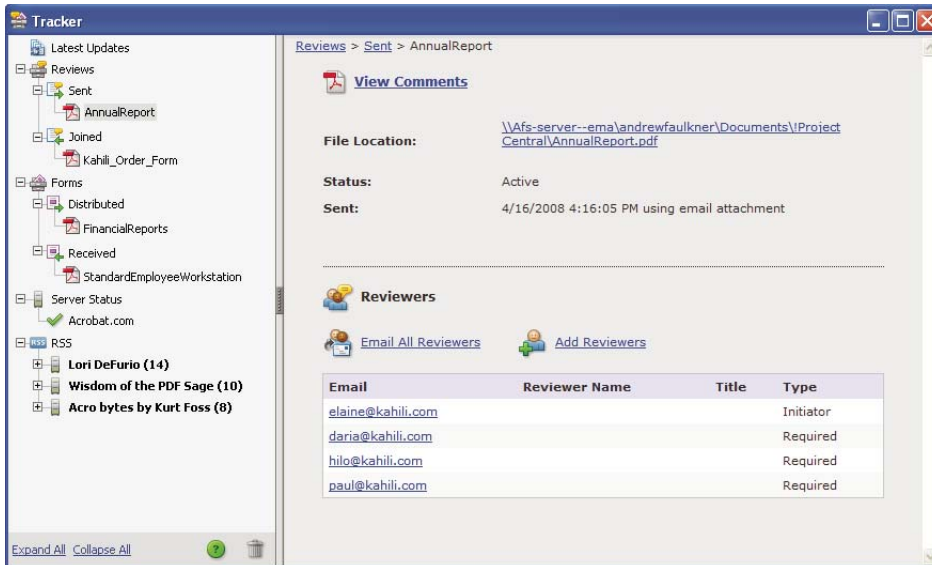 Tracker
Latest Updates
Reviews
Sent
AnnualReport
Joined
Kahili_Order_Form
Forms
Distributed
FinancialReports
Received
StandardEmployeeWorkstation
Server Status
Acrobat.com
RSS RSS
Lori DeFurio (14)
Wisdom of the PDF Sage (10)
Acro bytes by Kurt Foss (8)
Expand All Collapse All ?
Reviews > Sent > AnnualReport
View Comments
File Location: \\Afs-server--ema\andrewfaulkner\Documents\!Project
Central\AnnualReport.pdf
Status: Active
Sent: 4/16/2008 4:16:05 PM using email attachment
Reviewers
Email All Reviewers Add Reviewers
Email Reviewer Name Title Type
elaine@kahili.com Initiator
daria@kahili.com Required
hilo@kahili.com Required
paul@kahili.com Required